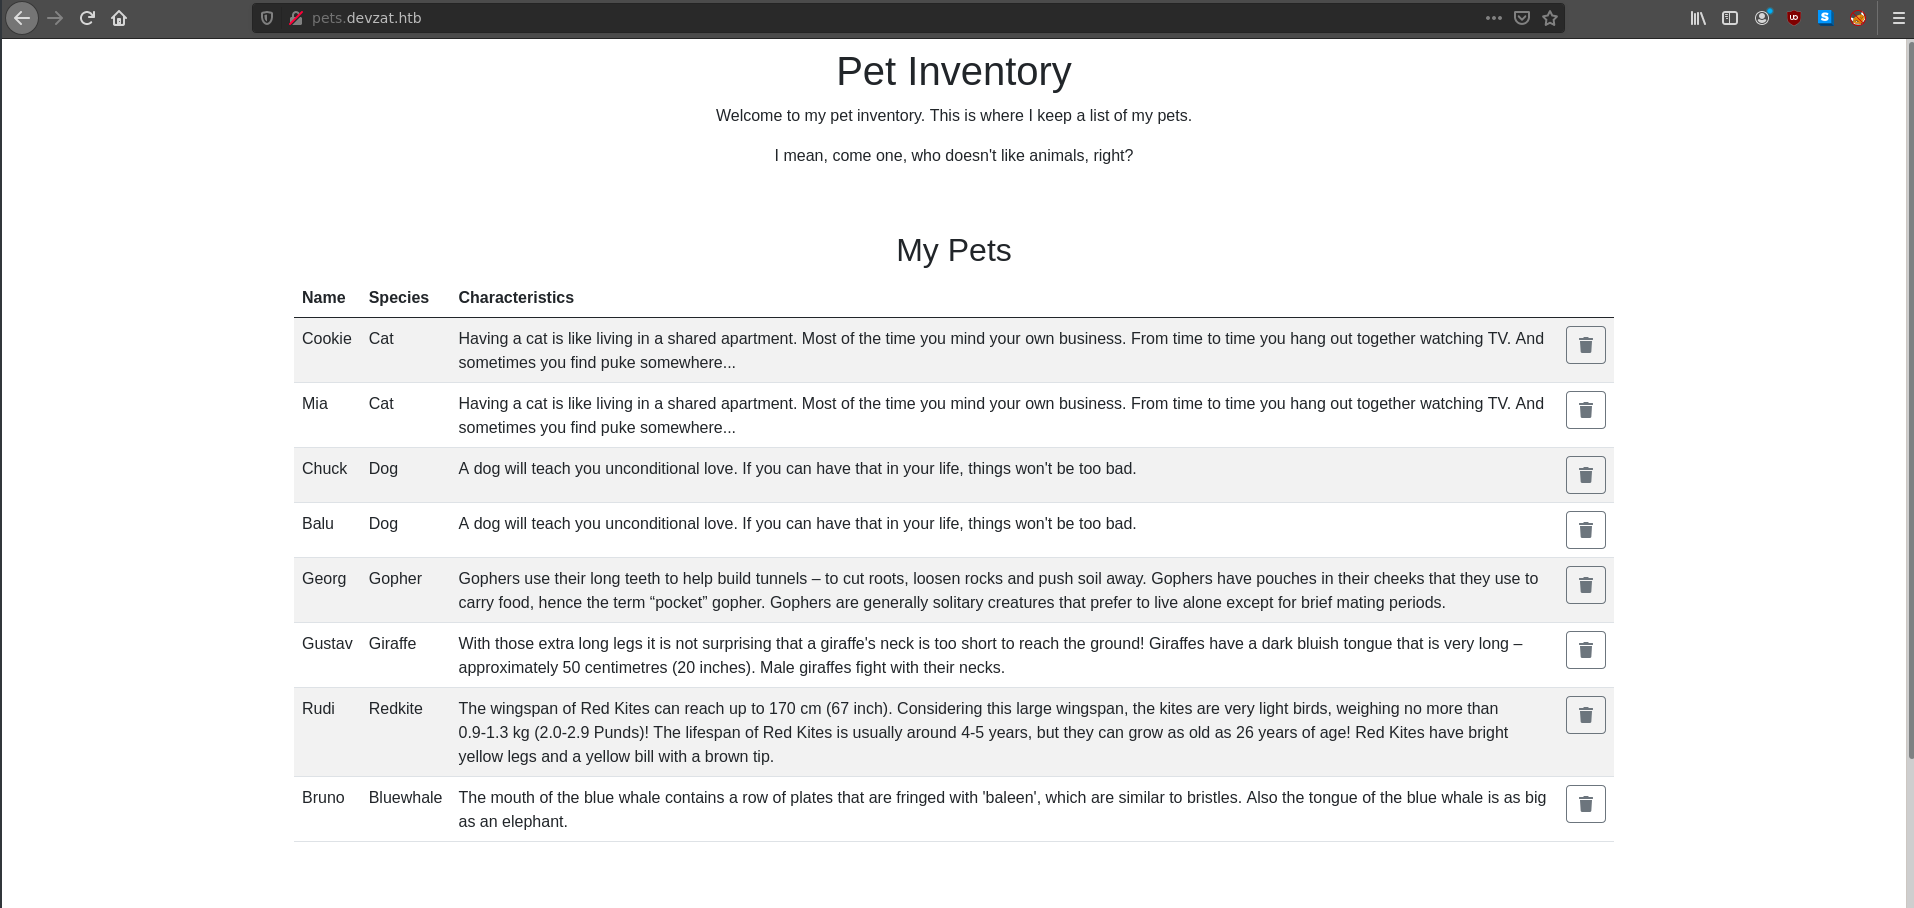 pets.devzat.htb
Pet Inventory
Welcome to my pet inventory. This is where I keep a list of my pets.
I mean, come one, who doesn't like animals, right?
My Pets
Name Species Characteristics
Cookie Cat Having a cat is like living in a shared apartment. Most of the time you mind your own business. From time to time you hang out together watching TV. And
sometimes you find puke somewhere...
Mia Cat Having a cat is like living in a shared apartment. Most of the time you mind your own business. From time to time you hang out together watching TV. And
sometimes you find puke somewhere...
Chuck Dog A dog will teach you unconditional love. If you can have that in your life, things won't be too bad.
Balu Dog A dog will teach you unconditional love. If you can have that in your life, things won't be too bad.
Georg Gopher Gophers use their long teeth to help build tunnels – to cut roots, loosen rocks and push soil away. Gophers have pouches in their cheeks that they use to
carry food, hence the term “pocket” gopher. Gophers are generally solitary creatures that prefer to live alone except for brief mating periods.
Gustav Giraffe With those extra long legs it is not surprising that a giraffe's neck is too short to reach the ground! Giraffes have a dark bluish tongue that is very long –
approximately 50 centimetres (20 inches). Male giraffes fight with their necks.
Rudi Redkite The wingspan of Red Kites can reach up to 170 cm (67 inch). Considering this large wingspan, the kites are very light birds, weighing no more than
0.9-1.3 kg (2.0-2.9 Punds)! The lifespan of Red Kites is usually around 4-5 years, but they can grow as old as 26 years of age! Red Kites have bright
yellow legs and a yellow bill with a brown tip.
Bruno Bluewhale The mouth of the blue whale contains a row of plates that are fringed with 'baleen', which are similar to bristles. Also the tongue of the blue whale is as big
as an elephant.